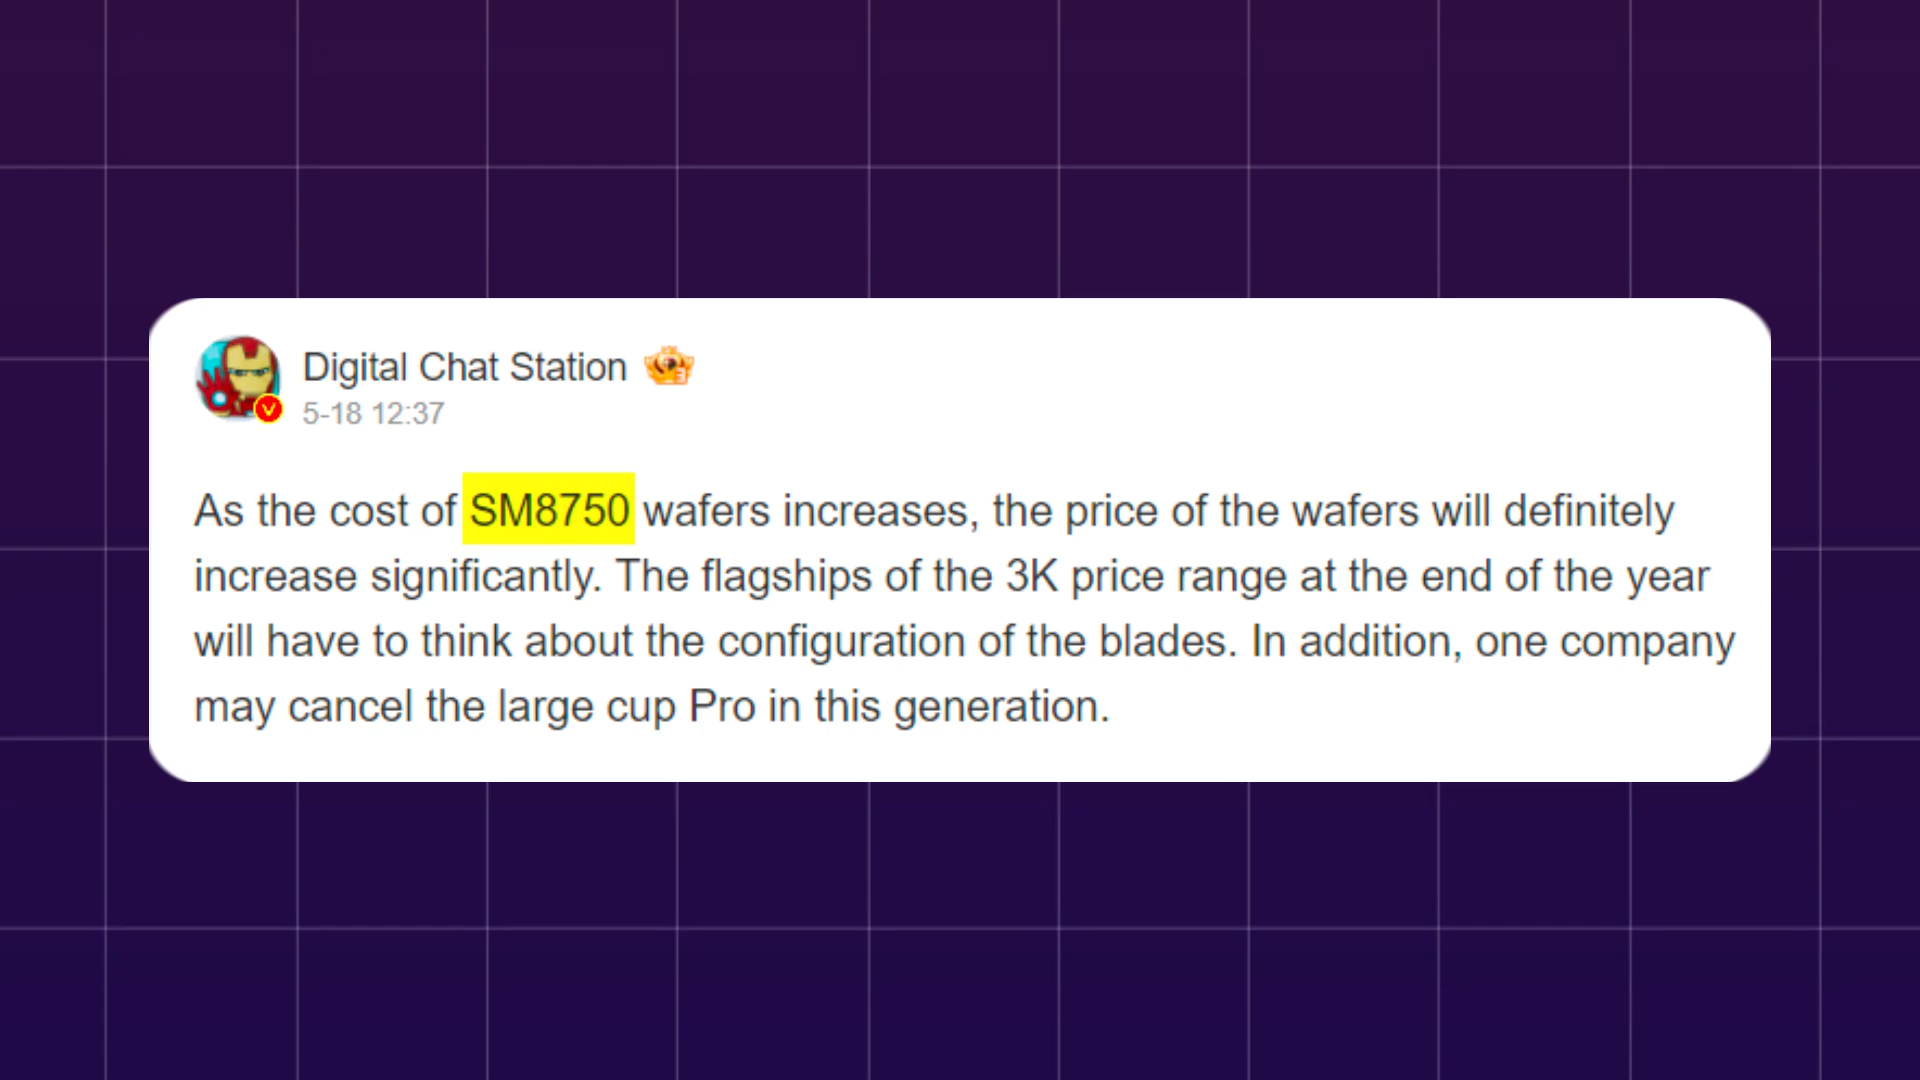 Digital Chat Station
5-18 12:37
As the cost of SM8750 wafers increases, the price of the wafers will definitely
increase significantly. The flagships of the 3K price range at the end of the year
will have to think about the configuration of the blades. In addition, one company
may cancel the large cup Pro in this generation.